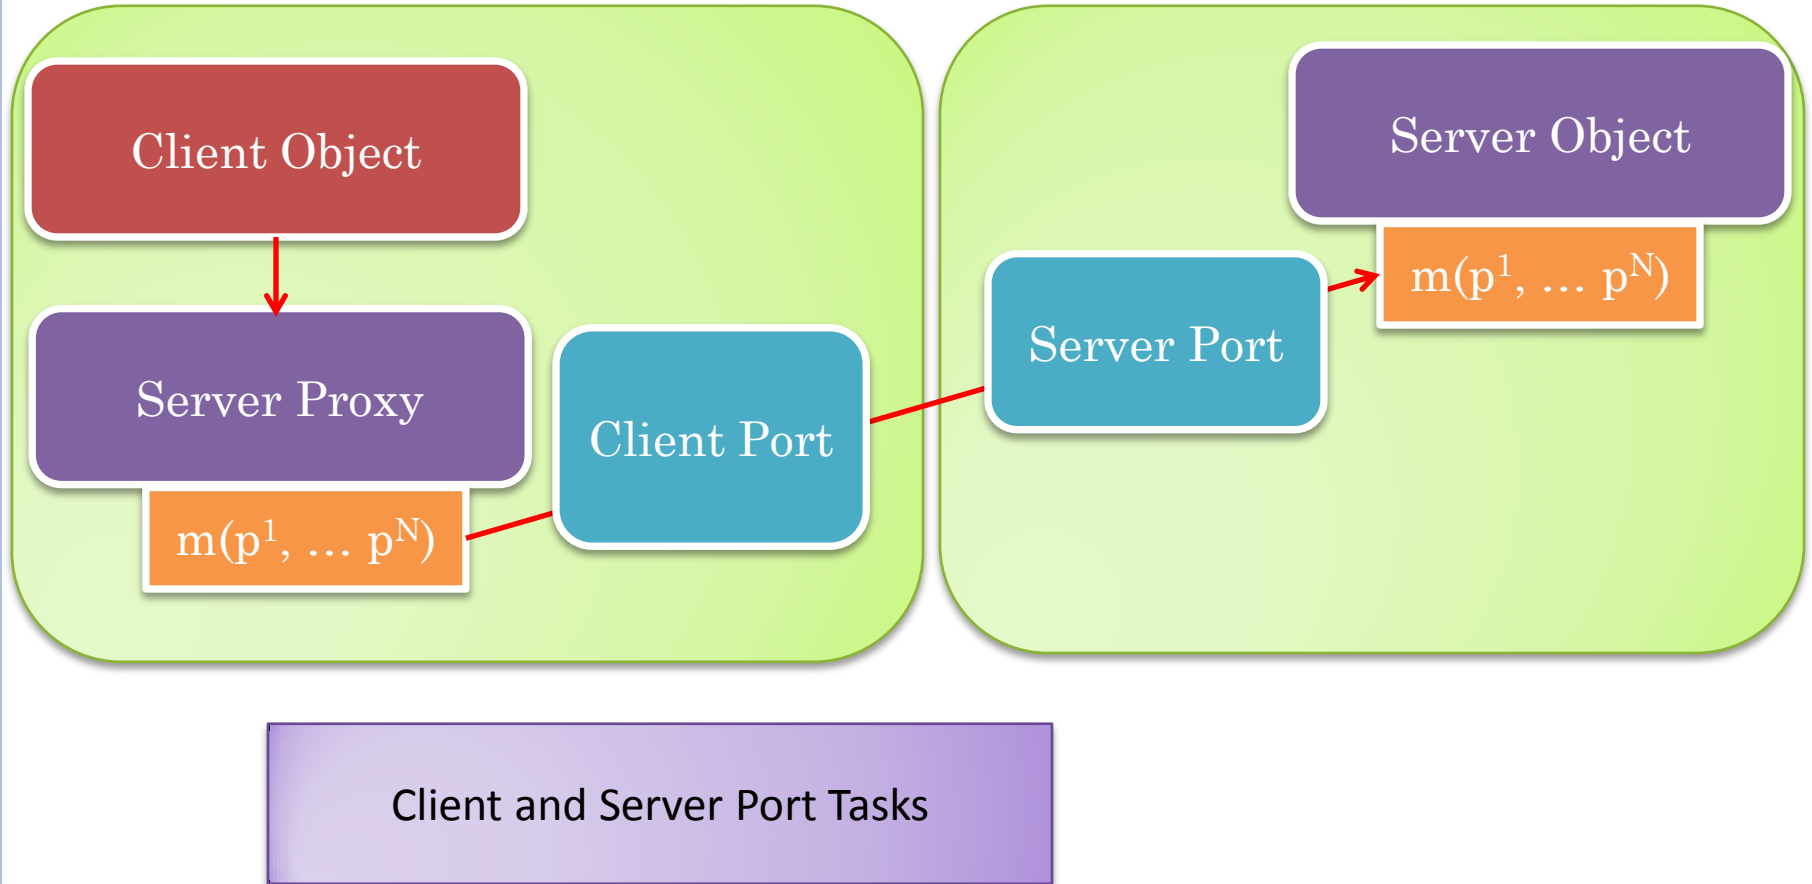 Client Object
Server Proxy
m(p¹, … pᴺ)
Client Port
Server Port
Server Object
m(p¹, … pᴺ)
Client and Server Port Tasks